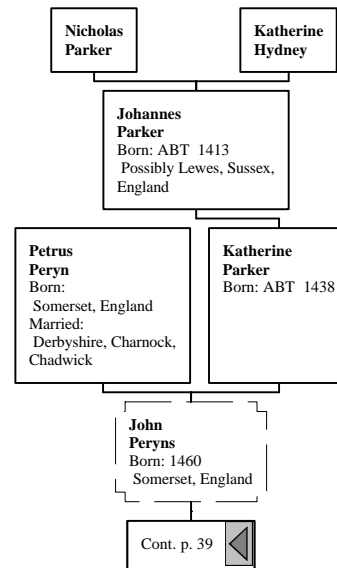 Nicholas
Parker
Katherine
Hydney
Johannes
Parker
Born: ABT 1413
Possibly Lewes, Sussex,
England
Petrus
Peryn
Born:
Somerset, England
Married:
Derbyshire, Charnock,
Chadwick
Katherine
Parker
Born: ABT 1438
John
Peryns
Born: 1460
Somerset, England
Cont. p. 39